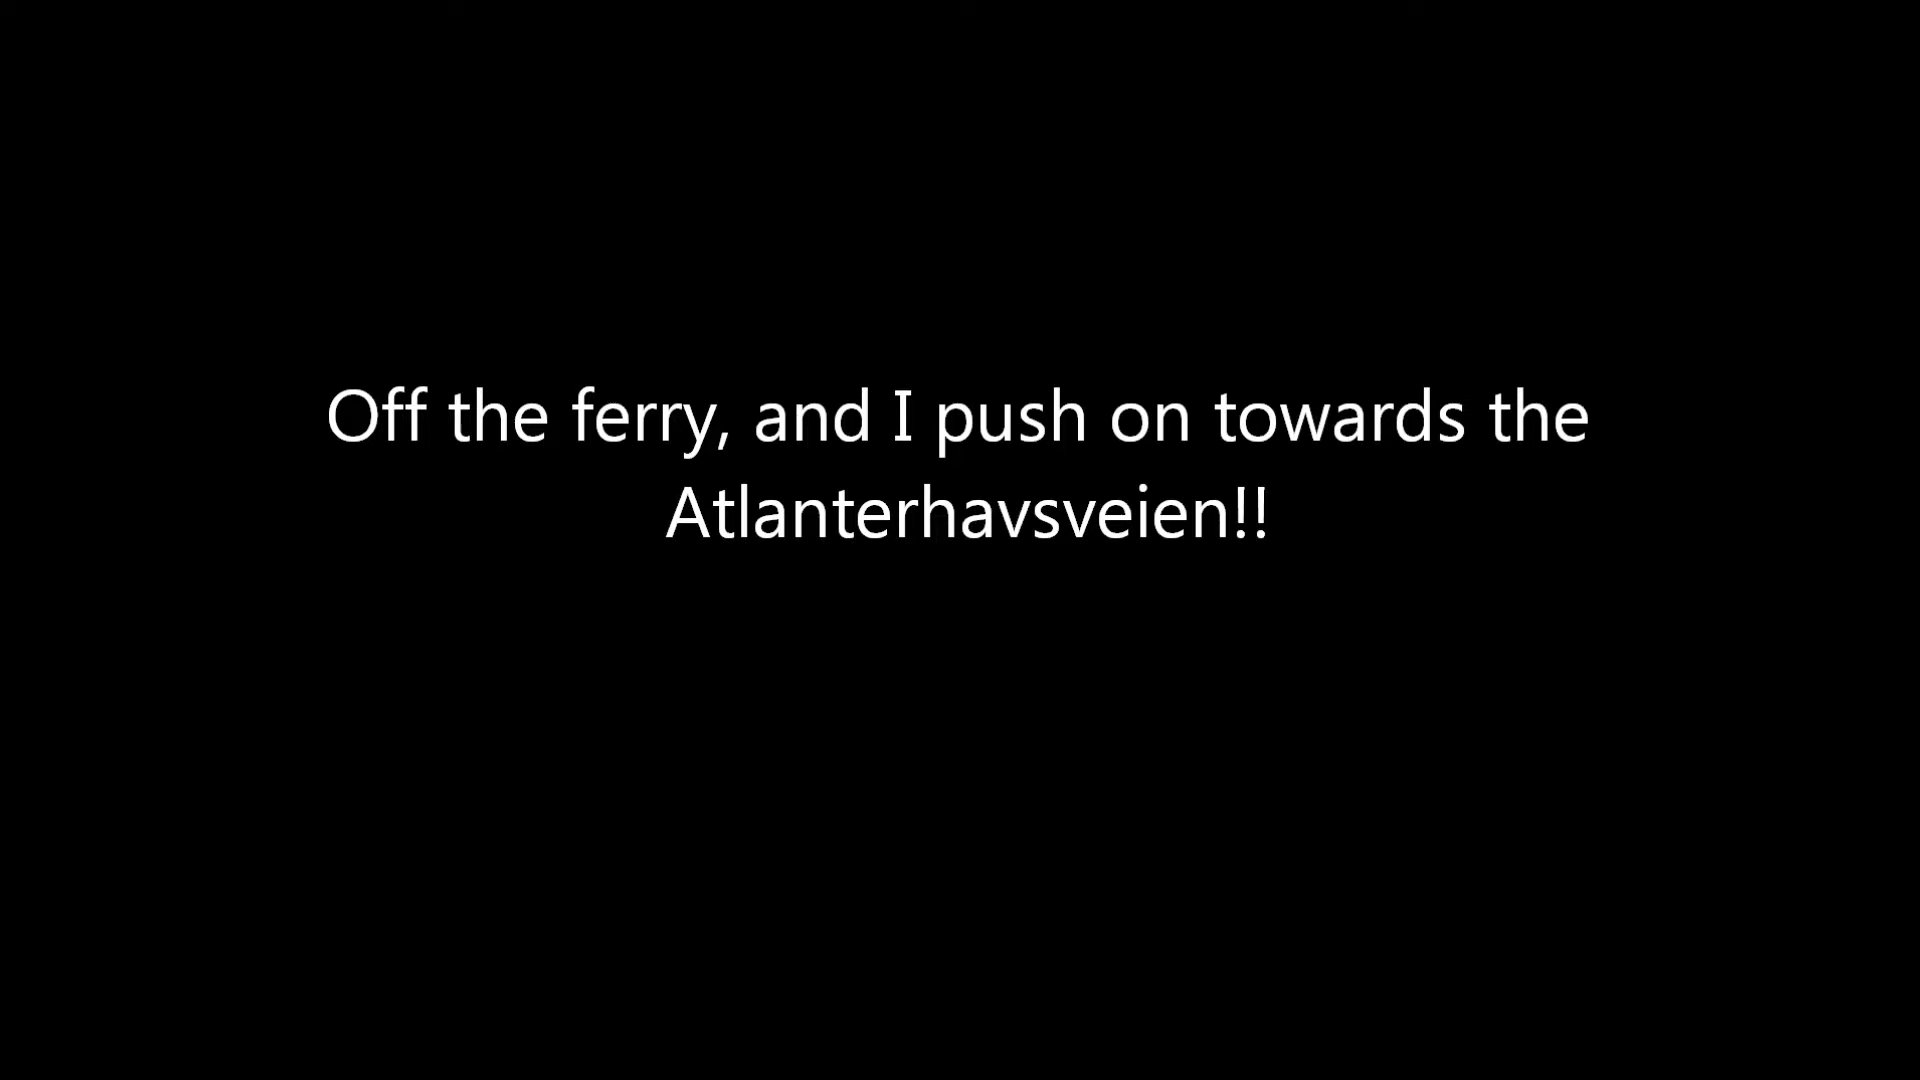 Off the ferry, and I push on towards the
Atlanterhavsveien!!